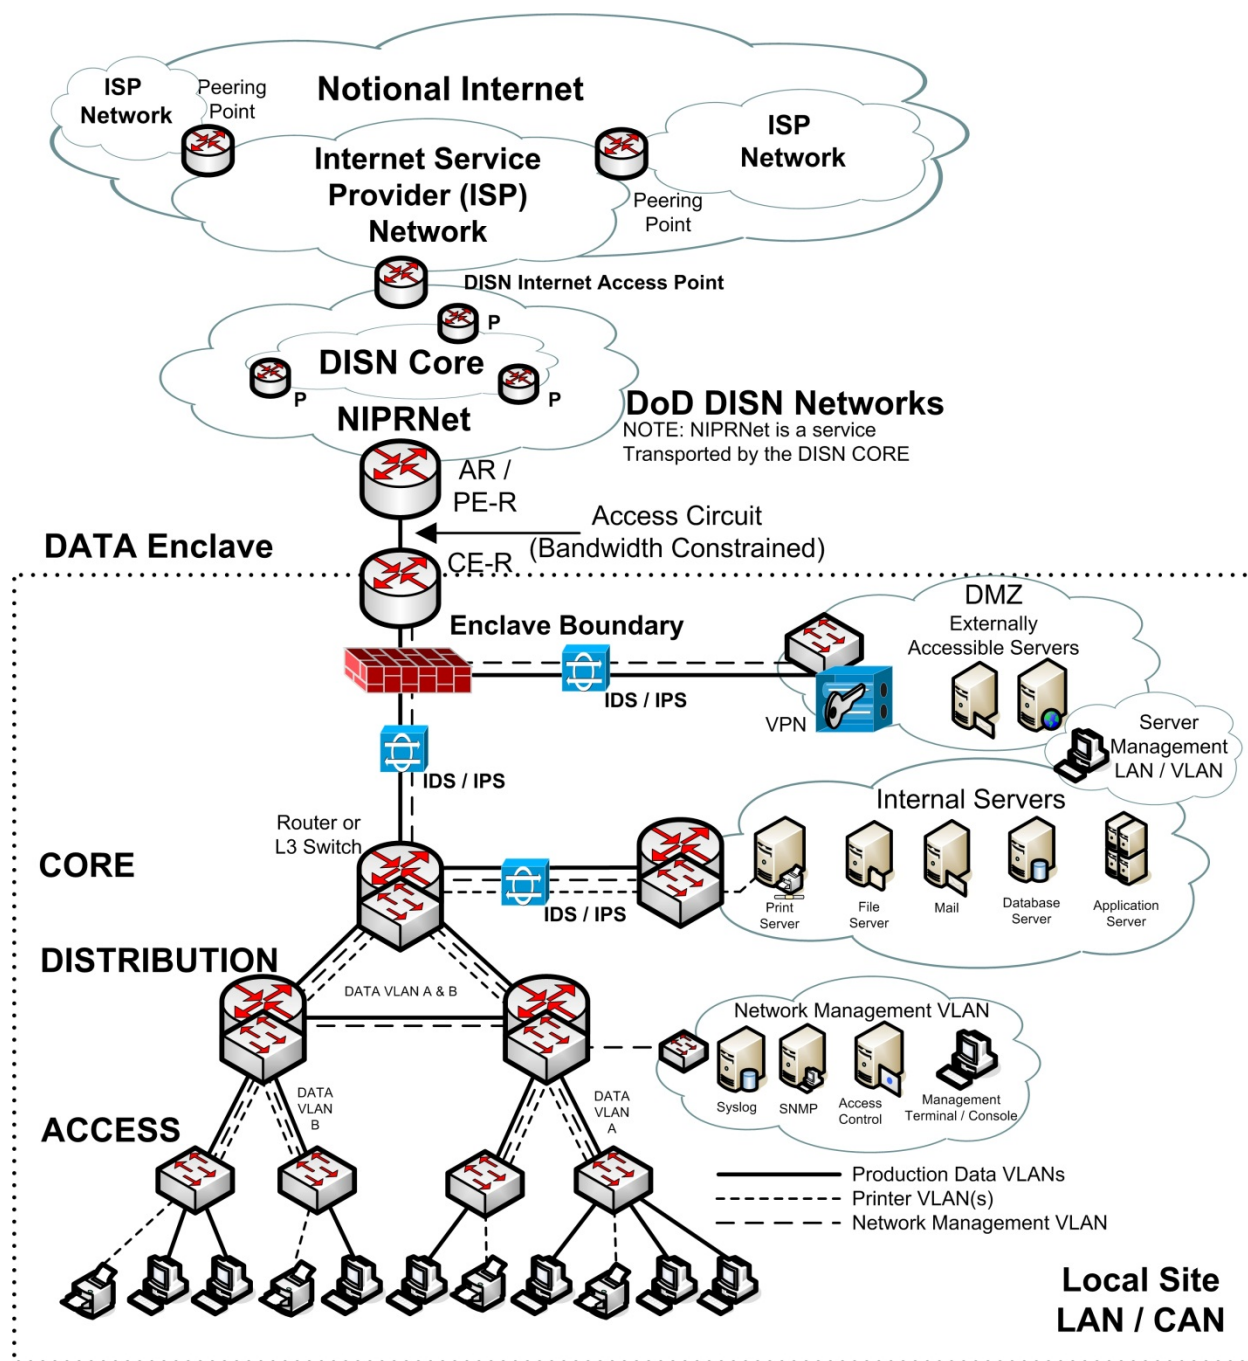 Notional Internet
ISP
Network
Peering
Point
ISP
Network
Internet Service
Provider (ISP)
Network
Peering
Point
DISN Internet Access Point
P
DISN Core
P
P
NIPRNet
DoD DISN Networks
NOTE: NIPRNet is a service
Transported by the DISN CORE
AR /
PE-R
Access Circuit
(Bandwidth Constrained)
DATA Enclave
CE-R
Enclave Boundary
DMZ
Externally
Accessible Servers
IDS / IPS
VPN
Server
Management
LAN / VLAN
IDS / IPS
Internal Servers
Router or
L3 Switch
CORE
IDS / IPS
Print
Server
File
Server
Mail
Database
Server
Application
Server
DISTRIBUTION
DATA VLAN A & B
Network Management VLAN
Syslog
SNMP
Access
Control
Management
Terminal / Console
DATA
VLAN
B
DATA
VLAN
A
ACCESS
Production Data VLANs
Printer VLAN(s)
Network Management VLAN
Local Site
LAN / CAN